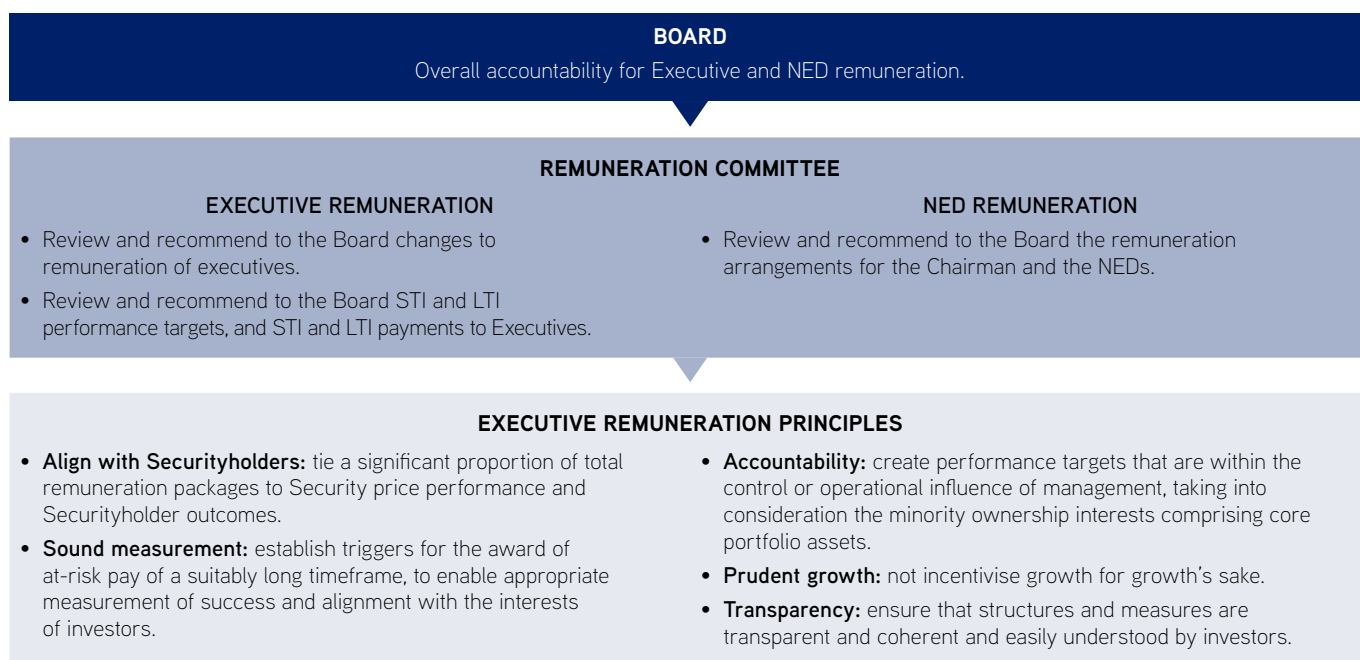 BOARD
Overall accountability for Executive and NED remuneration.
REMUNERATION COMMITTEE
EXECUTIVE REMUNERATION
• Review and recommend to the Board changes to
remuneration of executives.
• Review and recommend to the Board STI and LTI
performance targets, and STI and LTI payments to Executives.
NED REMUNERATION
• Review and recommend to the Board the remuneration
arrangements for the Chairman and the NEDs.
EXECUTIVE REMUNERATION PRINCIPLES
• Align with Securityholders: tie a significant proportion of total
remuneration packages to Security price performance and
Securityholder outcomes.
• Sound measurement: establish triggers for the award of
at-risk pay of a suitably long timeframe, to enable appropriate
measurement of success and alignment with the interests
of investors.
• Accountability: create performance targets that are within the
control or operational influence of management, taking into
consideration the minority ownership interests comprising core
portfolio assets.
• Prudent growth: not incentivise growth for growth's sake.
• Transparency: ensure that structures and measures are
transparent and coherent and easily understood by investors.